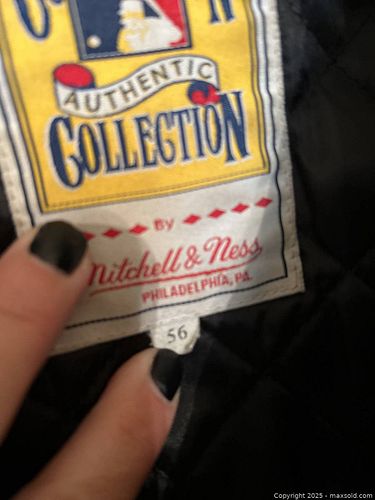 AUTHENTIC
COLLECTION
BY
Mitchell & Ness
PHILADELPHIA, PA.
56
Copyright © 2025 - maxsold.com